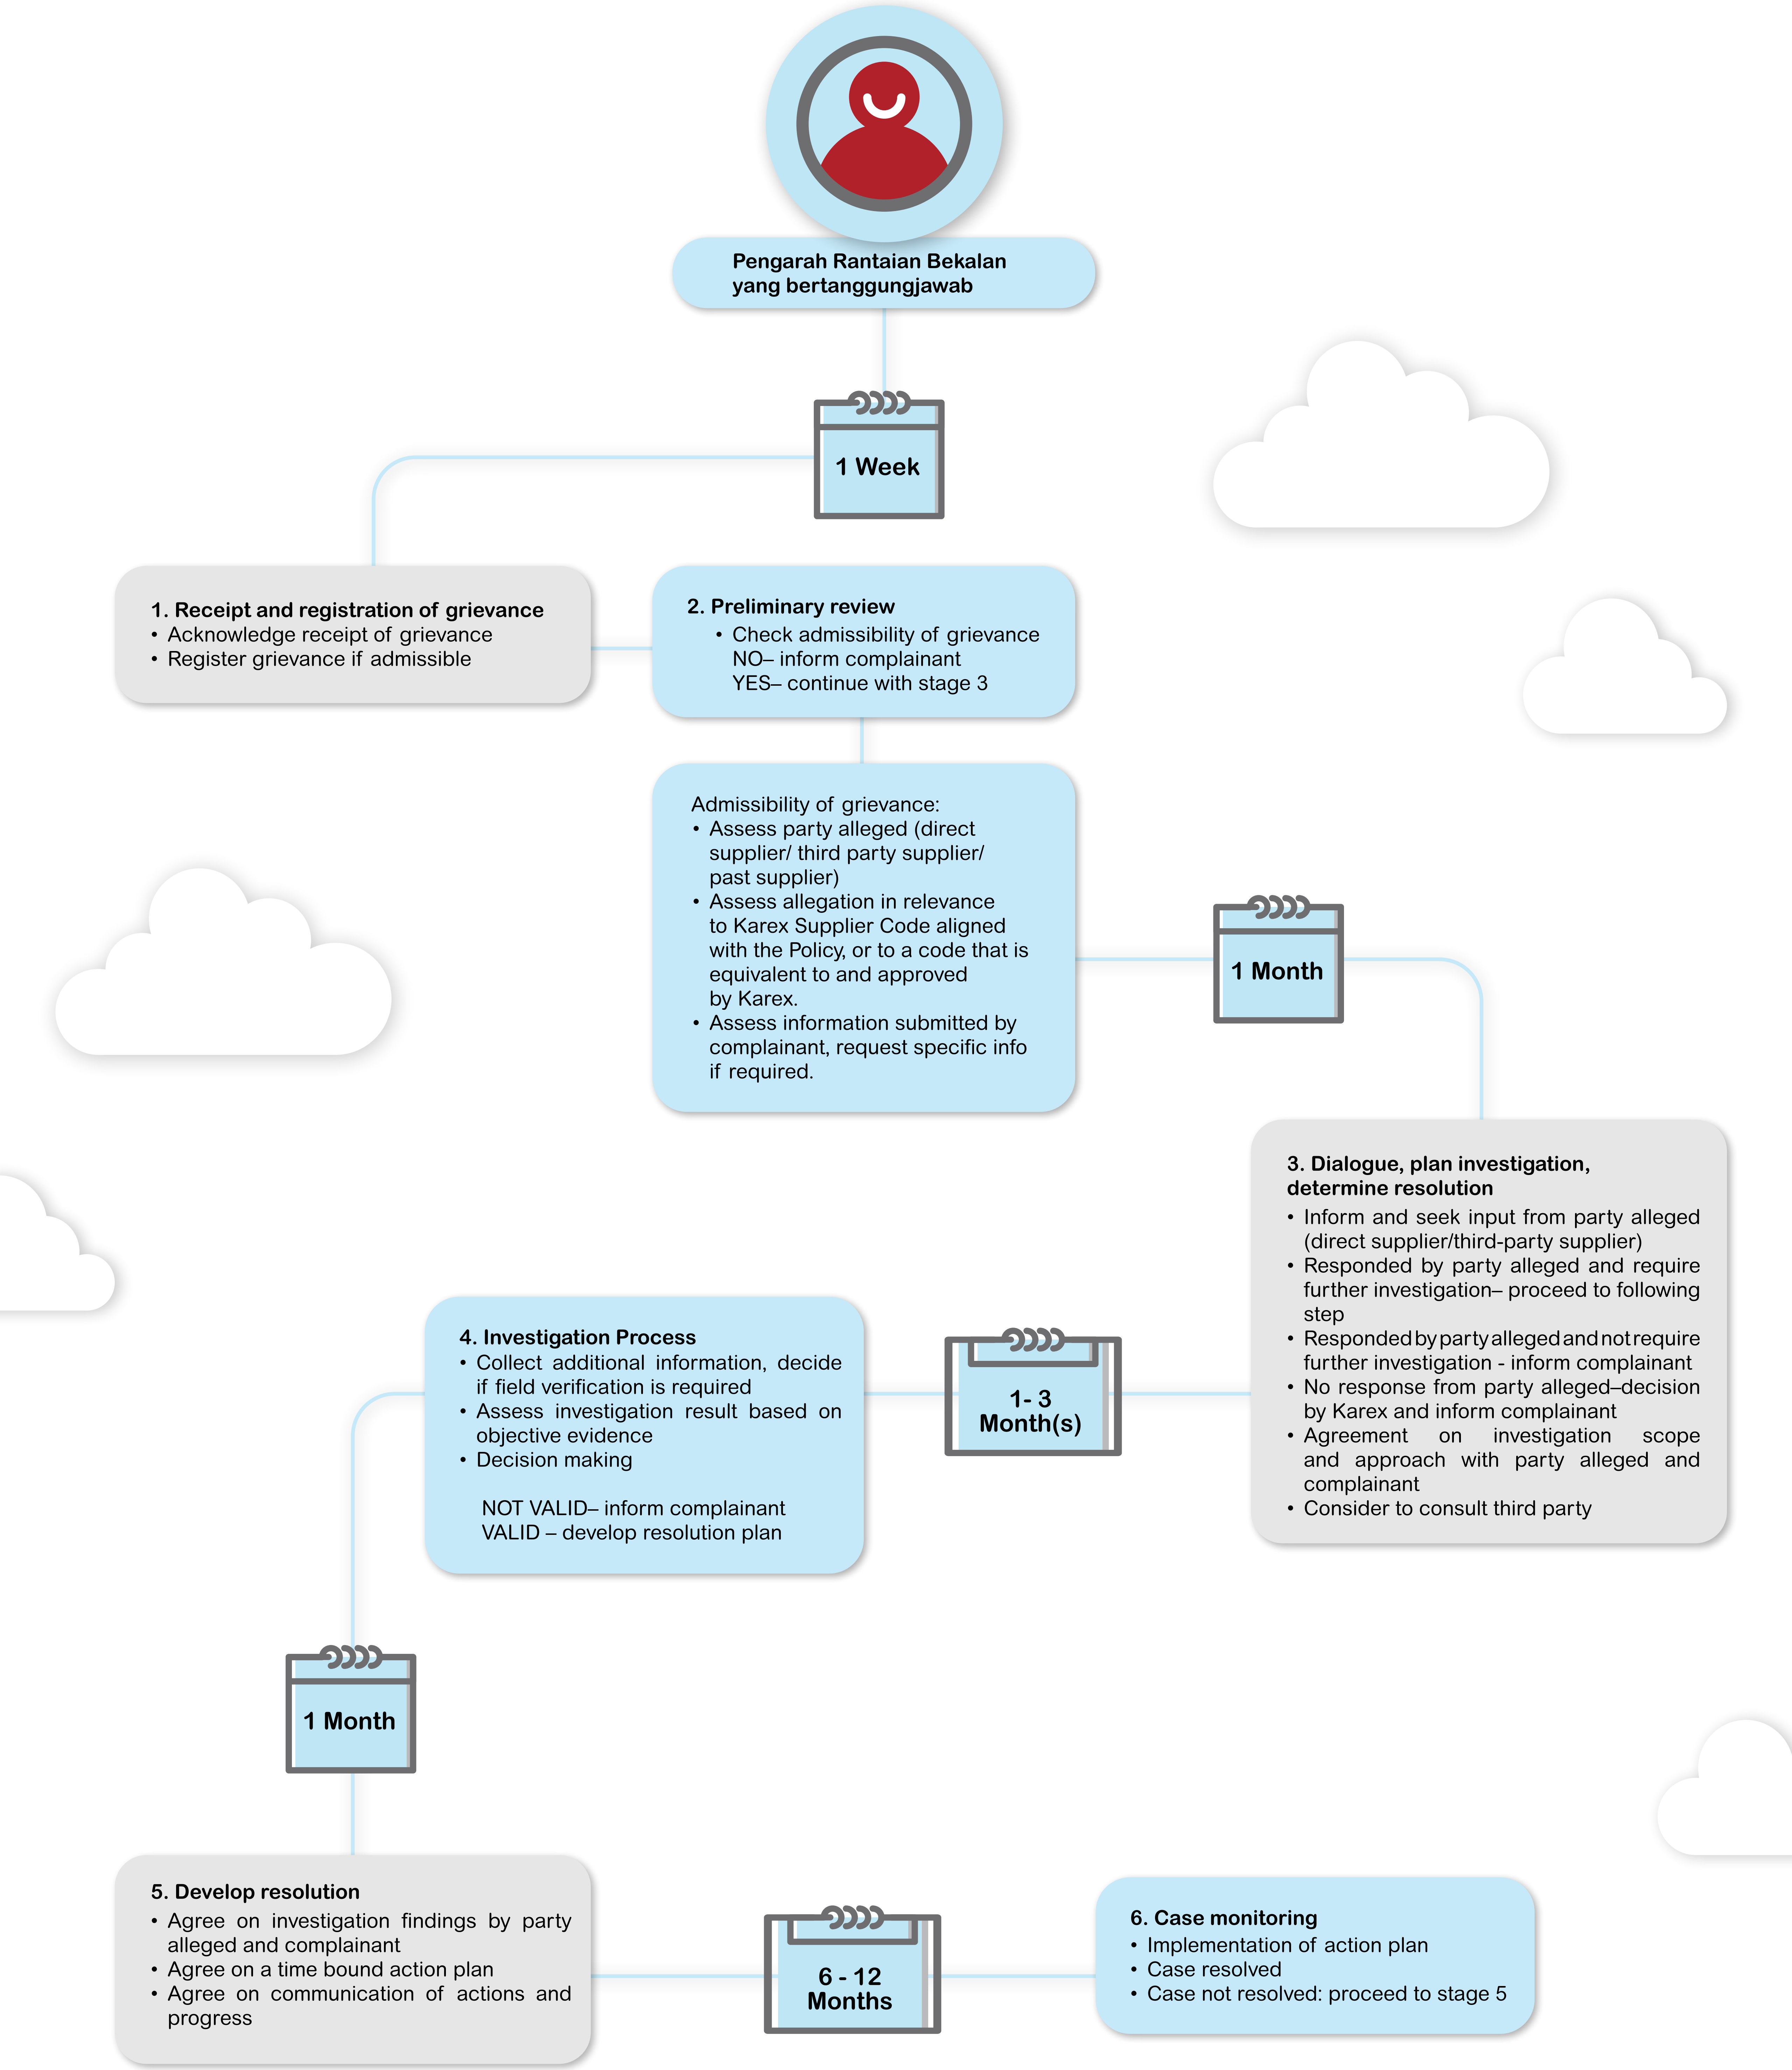 Pengarah Rantaian Bekalan
yang bertanggungjawab
1 Week
1. Receipt and registration of grievance
• Acknowledge receipt of grievance
• Register grievance if admissible
2. Preliminary review
• Check admissibility of grievance
NO– inform complainant
YES– continue with stage 3
Admissibility of grievance:
• Assess party alleged (direct
supplier/ third party supplier/
past supplier)
• Assess allegation in relevance
to Karex Supplier Code aligned
with the Policy, or to a code that is
equivalent to and approved
by Karex.
• Assess information submitted by
complainant, request specific info
if required.
1 Month
3. Dialogue, plan investigation,
determine resolution
• Inform and seek input from party alleged
(direct supplier/third-party supplier)
• Responded by party alleged and require
further investigation– proceed to following
step
• Responded by party alleged and not require
further investigation - inform complainant
• No response from party alleged–decision
by Karex and inform complainant
• Agreement on investigation scope
and approach with party alleged and
complainant
• Consider to consult third party
1- 3
Month(s)
4. Investigation Process
• Collect additional information, decide
if field verification is required
• Assess investigation result based on
objective evidence
• Decision making
NOT VALID– inform complainant
VALID – develop resolution plan
1 Month
5. Develop resolution
• Agree on investigation findings by party
alleged and complainant
• Agree on a time bound action plan
• Agree on communication of actions and
progress
6 - 12
Months
6. Case monitoring
• Implementation of action plan
• Case resolved
• Case not resolved: proceed to stage 5